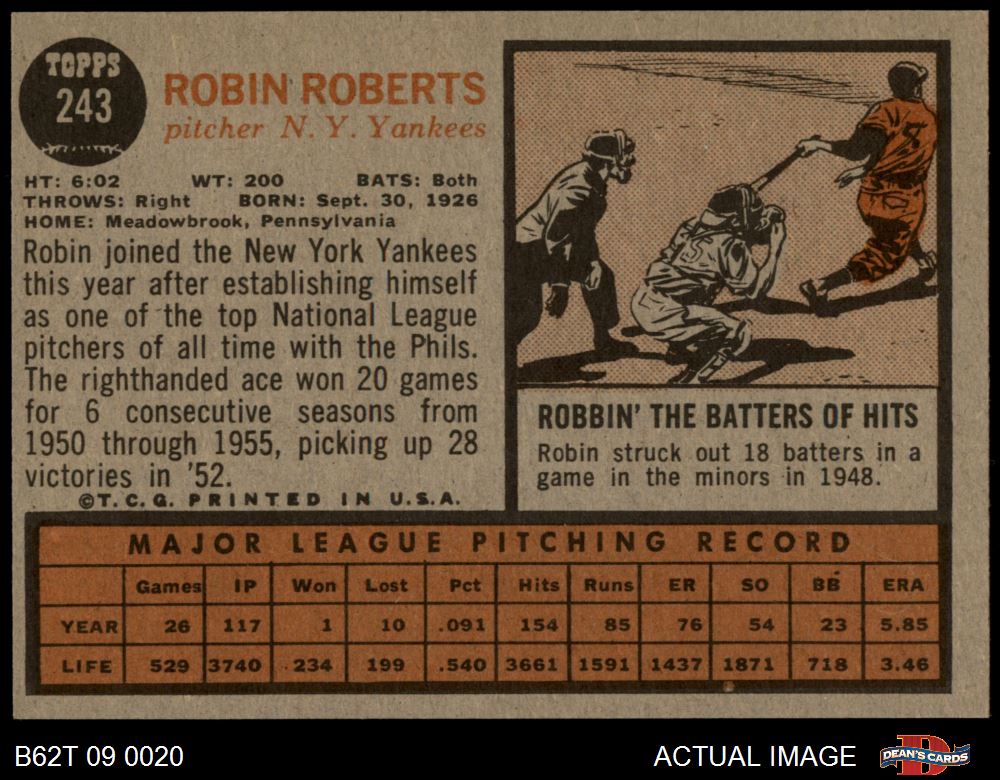 TOPPS
243
ROBIN ROBERTS
pitcher N. Y. Yankees
HT: 6:02 WT: 200 BATS: Both
THROWS: Right BORN: Sept. 30, 1926
HOME: Meadowbrook, Pennsylvania
Robin joined the New York Yankees
this year after establishing himself
as one of the top National League
pitchers of all time with the Phils.
The righthanded ace won 20 games
for 6 consecutive seasons from
1950 through 1955, picking up 28
victories in '52.
©T.C.G. PRINTED IN U.S.A.
ROBBIN' THE BATTERS OF HITS
Robin struck out 18 batters in a
game in the minors in 1948.
MAJOR LEAGUE PITCHING RECORD
Games IP Won Lost Pct Hits Runs ER SO BB ERA
YEAR 26 117 1 10 .091 154 85 76 54 23 5.85
LIFE 529 3740 234 199 .540 3661 1591 1437 1871 718 3.46
B62T 09 0020
ACTUAL IMAGE
DEAN'S CARDS